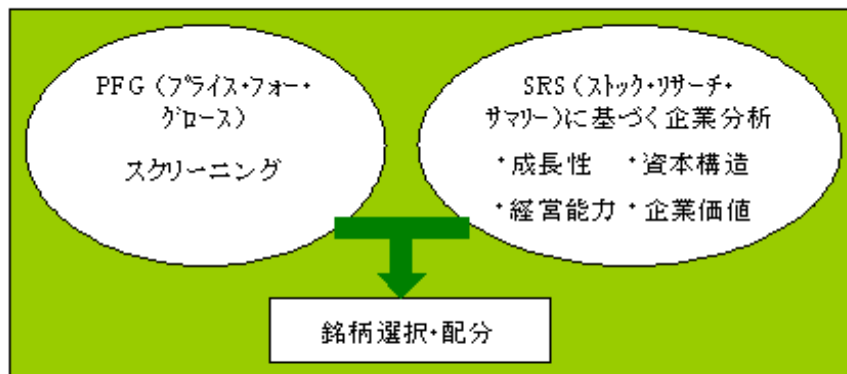 PFG（プライス・フォー・
グロース）
スクリーニング
SRS（ストック・リサーチ・
サマリー）に基づく企業分析
・成長性　・資本構造
・経営能力・企業価値
銘柄選択・配分